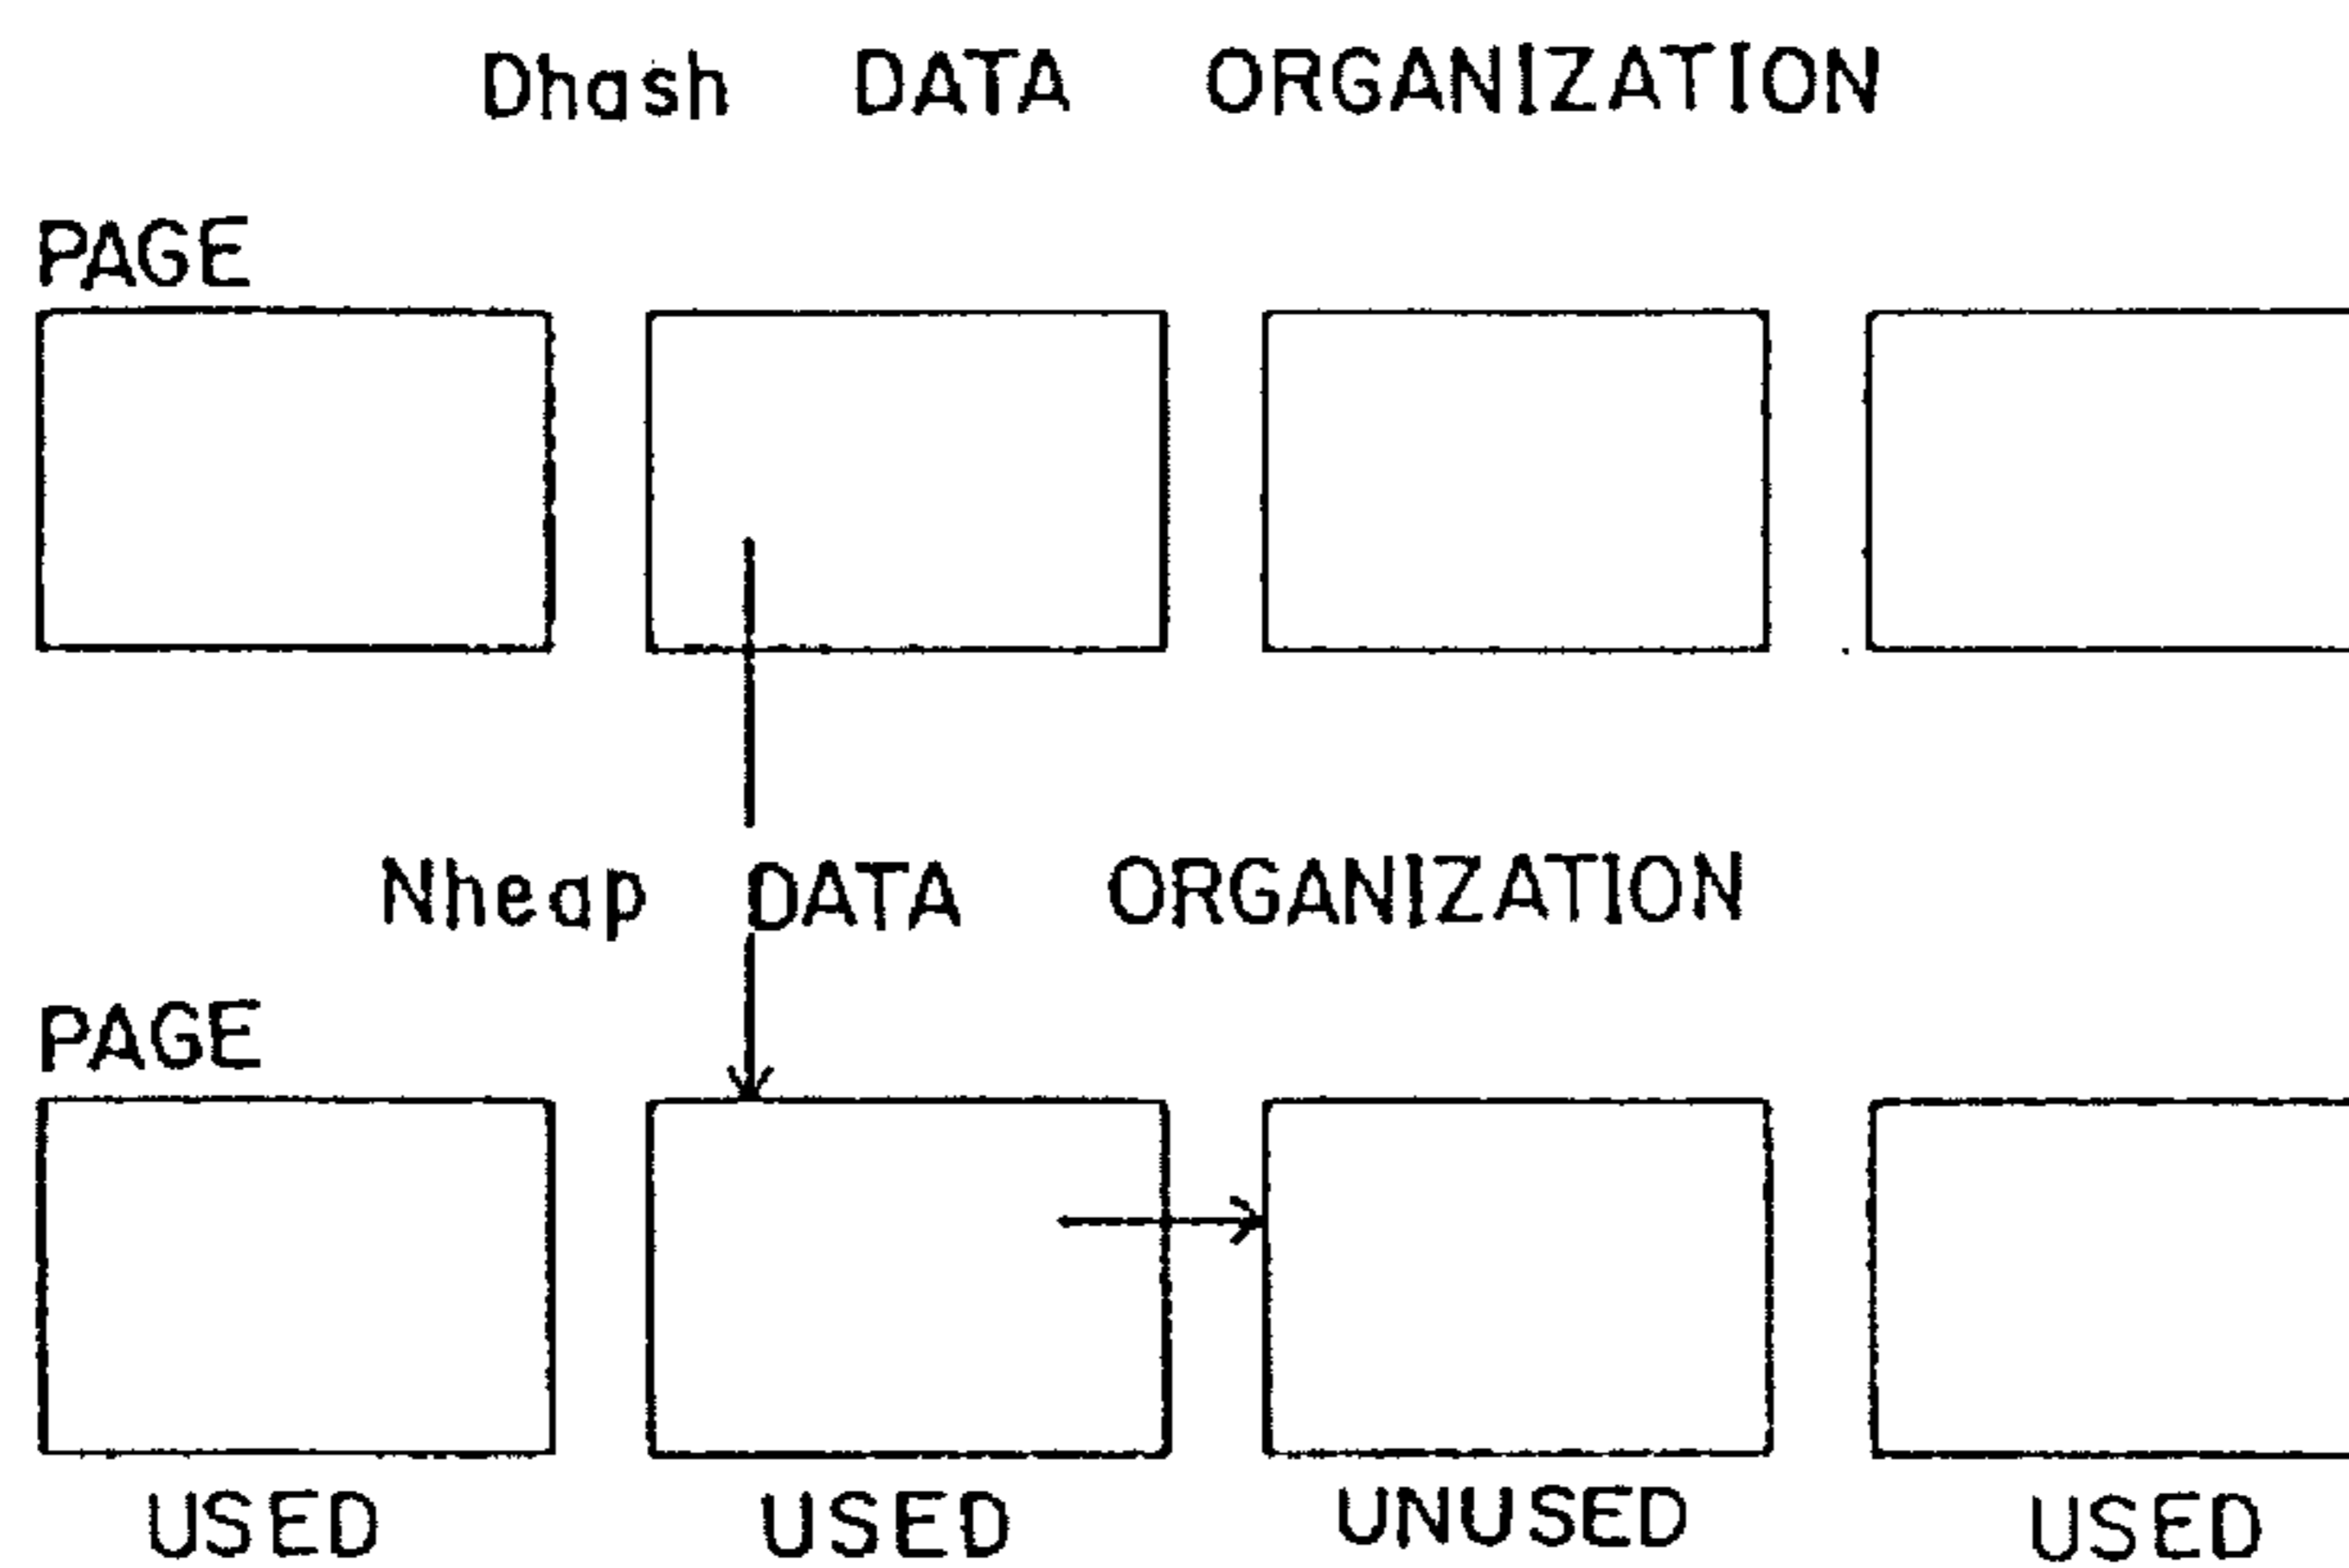 Dhash DATA ORGANIZATION
PAGE
Nheap DATA ORGANIZATION
PAGE
USED USED UNUSED USED